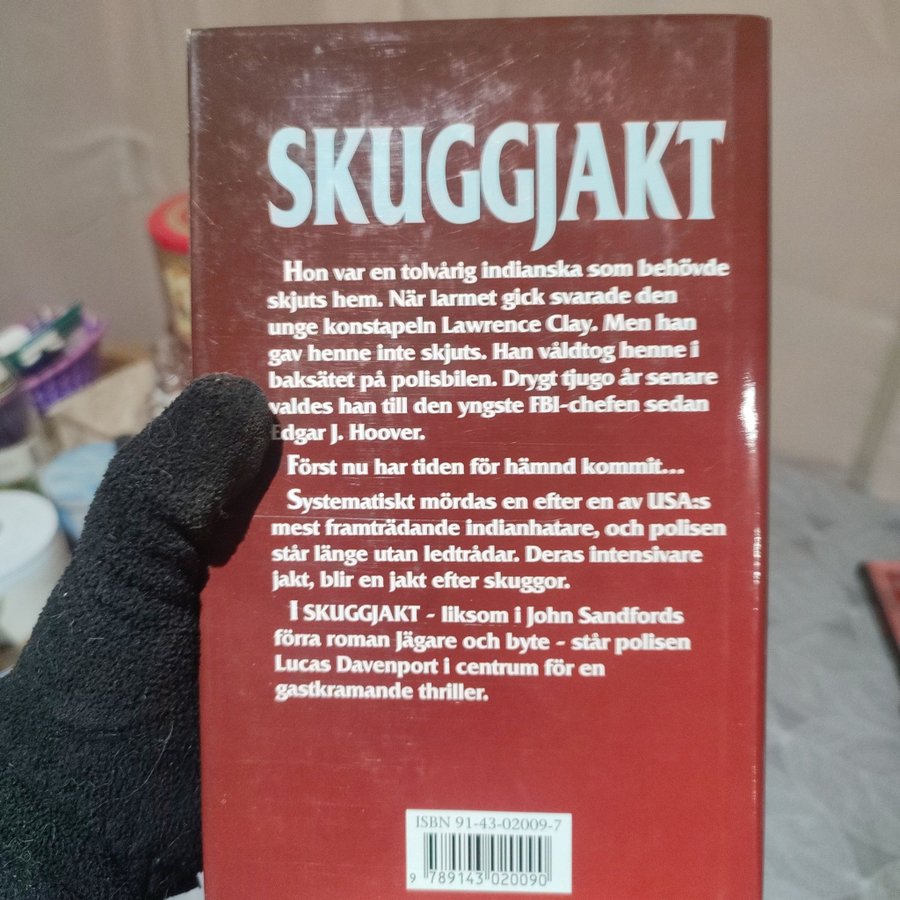 SKUGGJAKT
Hon var en tolvårig indianska som behövde
skjuts hem. När larmet gick svarade den
unge konstapeln Lawrence Clay. Men han
gav henne inte skjuts. Han våldtog henne i
baksätet på polisbilen. Drygt tjugo år senare
valdes han till den yngste FBI-chefen sedan
Edgar J. Hoover.
Först nu har tiden för hämnd kommit...
Systematiskt mördas en efter en av USA:s
mest framträdande indianhatare, och polisen
står länge utan ledtrådar. Deras intensivare
jakt, blir en jakt efter skuggor.
I SKUGGJAKT - liksom i John Sandfords
förra roman Jägare och byte - står polisen
Lucas Davenport i centrum för en
gastkramande thriller.
ISBN 91-43-02009-7
9 789143 020090